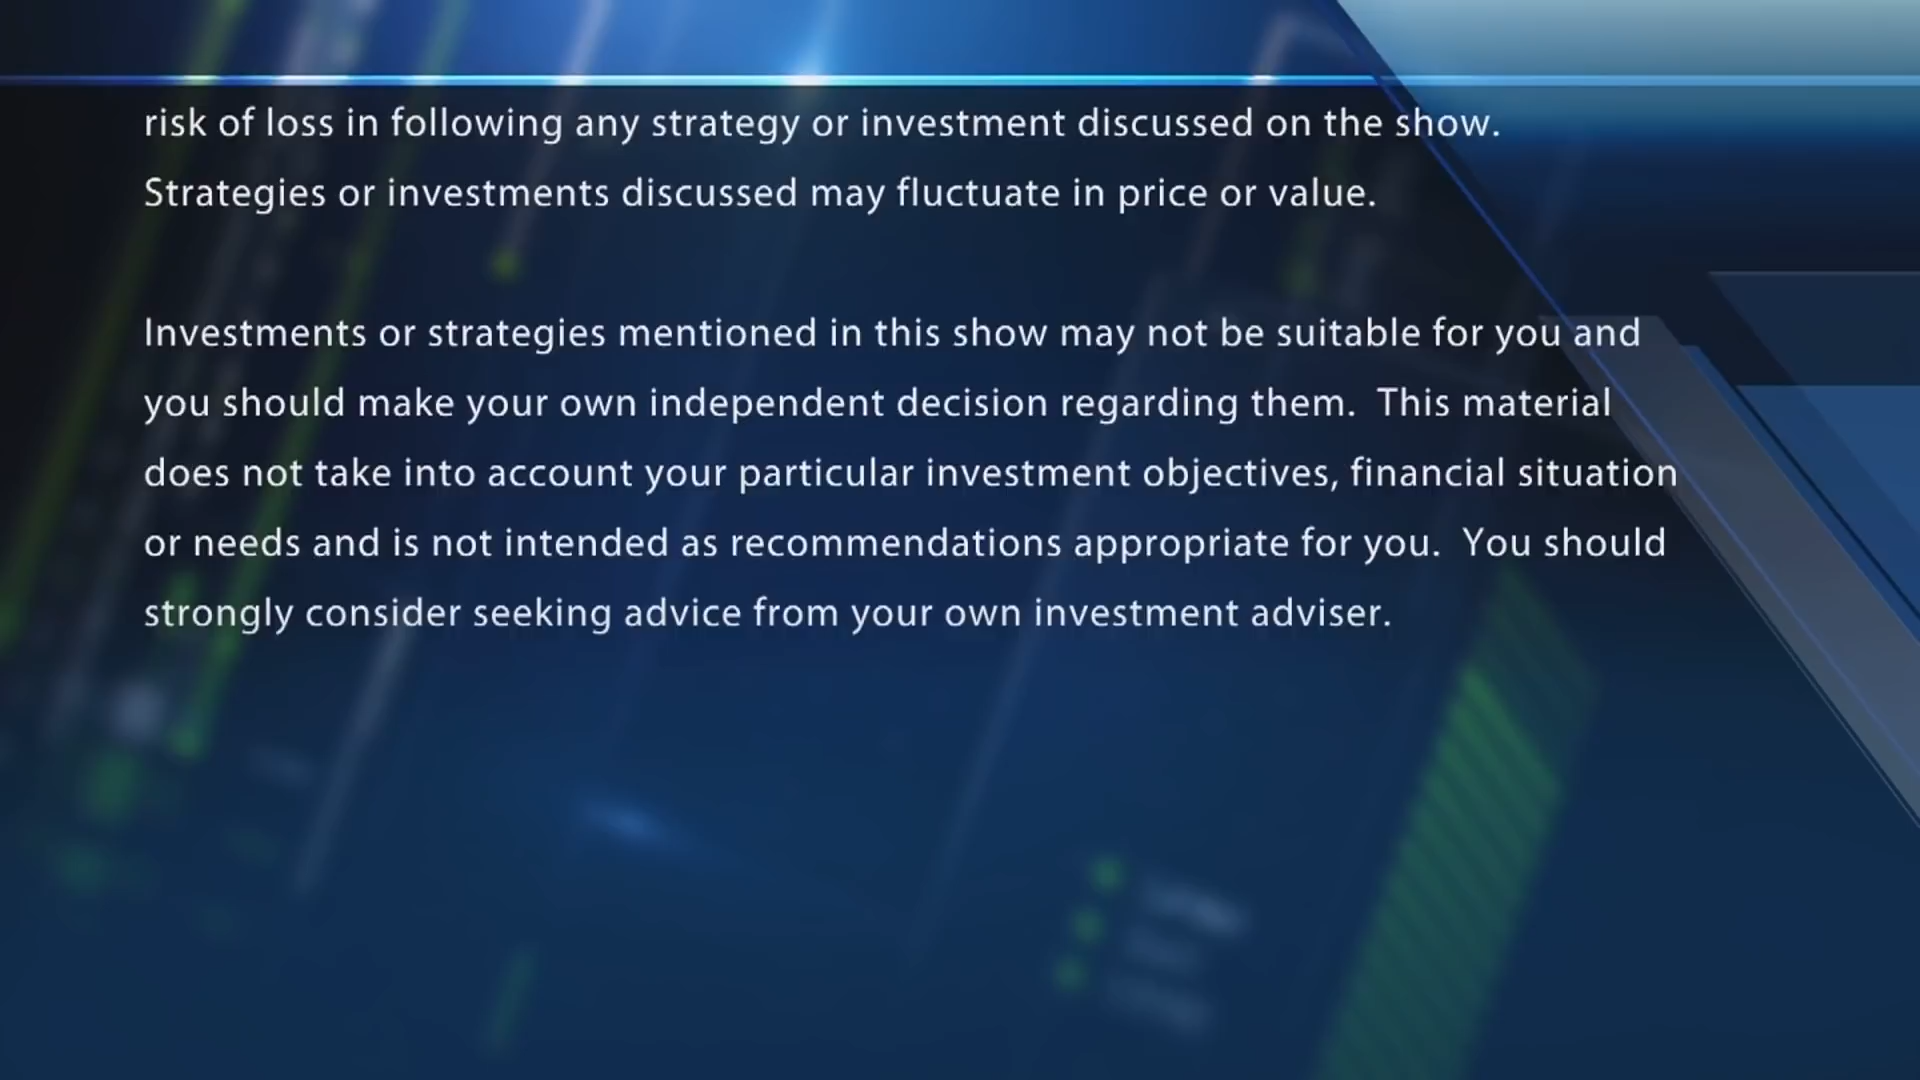 risk of loss in following any strategy or investment discussed on the show.
Strategies or investments discussed may fluctuate in price or value.
Investments or strategies mentioned in this show may not be suitable for you and
you should make your own independent decision regarding them.  This material
does not take into account your particular investment objectives, financial situation
or needs and is not intended as recommendations appropriate for you.  You should
strongly consider seeking advice from your own investment adviser.